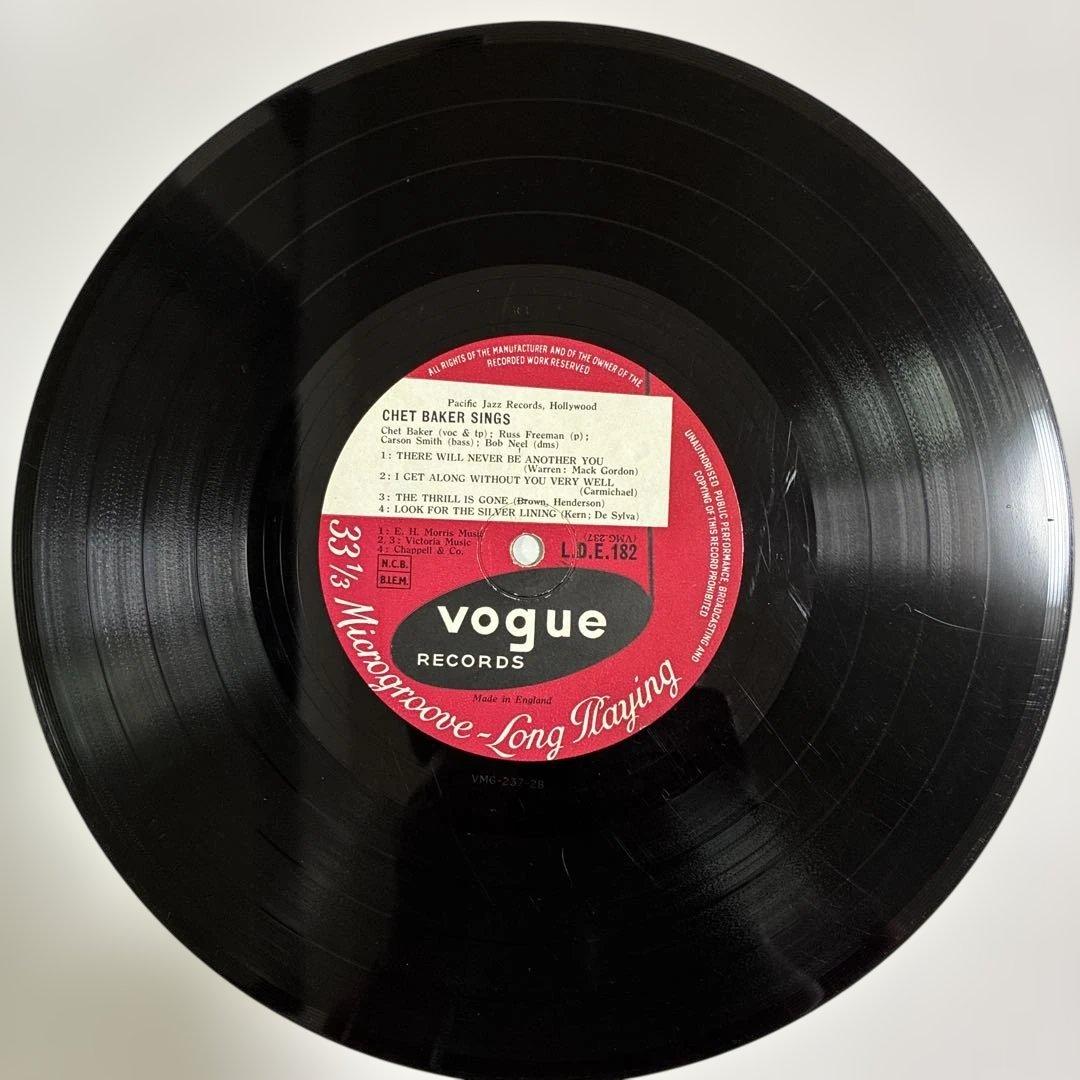 ALL RIGHTS OF THE MANUFACTURER AND OF THE OWNER OF THE
RECORDED WORK RESERVED
Pacific Jazz Records, Hollywood
CHET BAKER SINGS
Chet Baker (voc & tp); Russ Freeman (p);
Carson Smith (bass); Bob Neel (dms)
1: THERE WILL NEVER BE ANOTHER YOU
(Warren: Mack Gordon)
2: I GET ALONG WITHOUT YOU VERY WELL
(Carmichael)
3: THE THRILL IS GONE (Brown, Henderson)
4: LOOK FOR THE SILVER LINING (Kern; De Sylva)
1: E. H. Morris Music
2, 3: Victoria Music
4: Chappell & Co.
N.C.B.
B.I.E.M.
(VMG 237)
L.D.E.182
UNAUTHORISED PUBLIC PERFORMANCE, BROADCASTING AND
COPYING OF THIS RECORD PROHIBITED
vogue
RECORDS
Made in England
33 1/3 Microgroove-Long Playing
VMG-237-2B